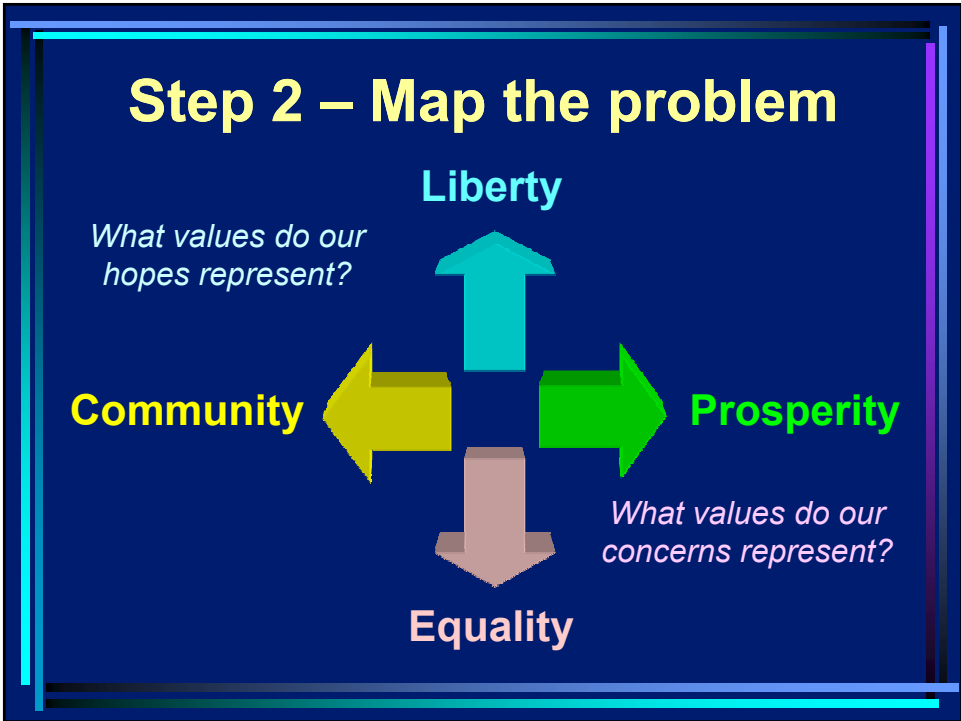 Step 2 – Map the problem
Liberty
What values do our
hopes represent?
Community
Prosperity
What values do our
concerns represent?
Equality